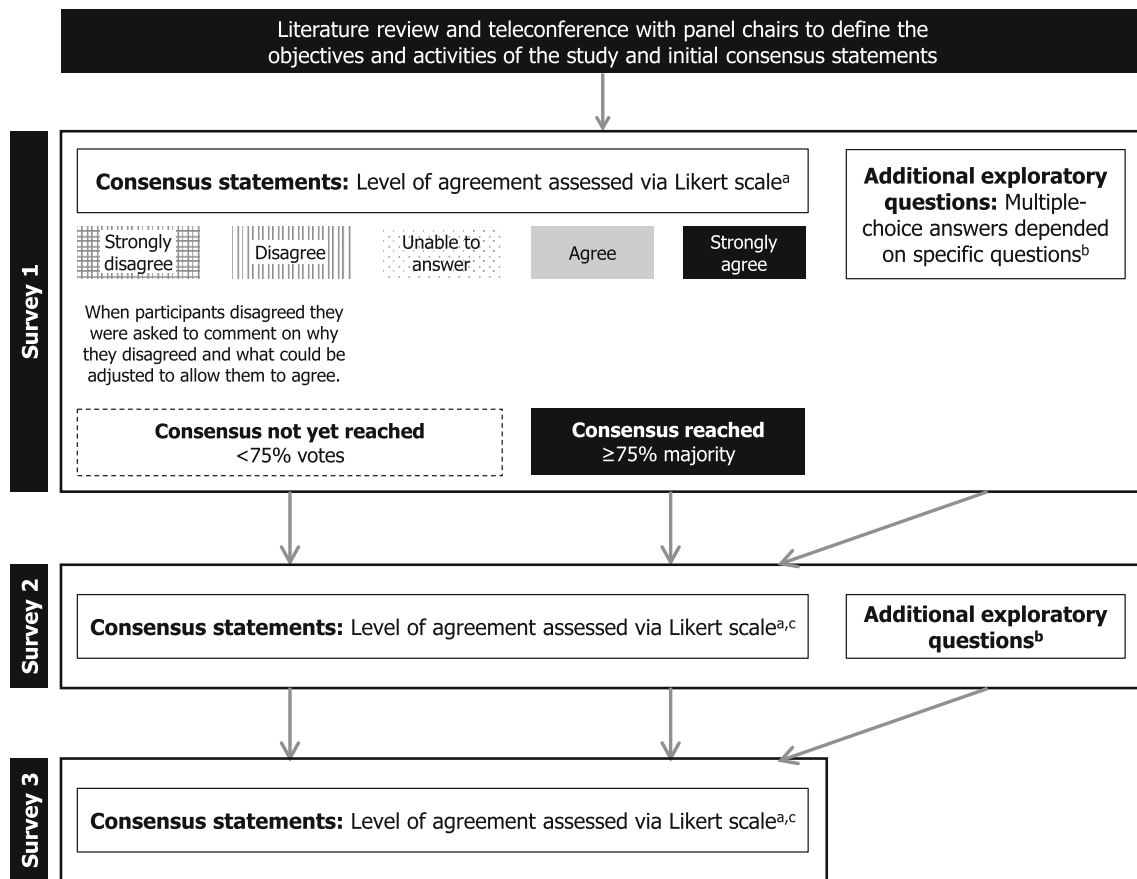 Literature review and teleconference with panel chairs to define the
objectives and activities of the study and initial consensus statements
Survey 1
Consensus statements: Level of agreement assessed via Likert scaleᵃ
Additional exploratory
questions: Multiple-
choice answers depended
on specific questionsᵇ
Strongly
disagree
Disagree
Unable to
answer
Agree
Strongly
agree
When participants disagreed they
were asked to comment on why
they disagreed and what could be
adjusted to allow them to agree.
Consensus not yet reached
<75% votes
Consensus reached
≥75% majority
Survey 2
Consensus statements: Level of agreement assessed via Likert scaleᵃ,ᶜ
Additional exploratory
questionsᵇ
Survey 3
Consensus statements: Level of agreement assessed via Likert scaleᵃ,ᶜ